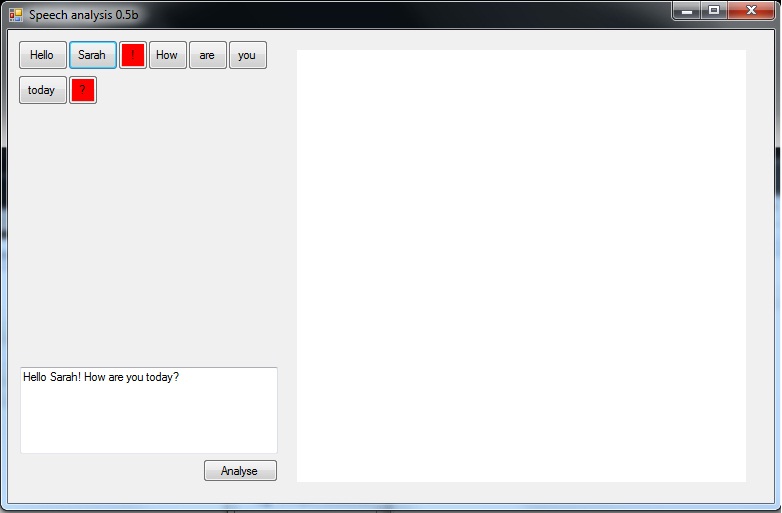 Speech analysis 0.5b
Hello Sarah ! How are you
today ?
Hello Sarah! How are you today?
Analyse